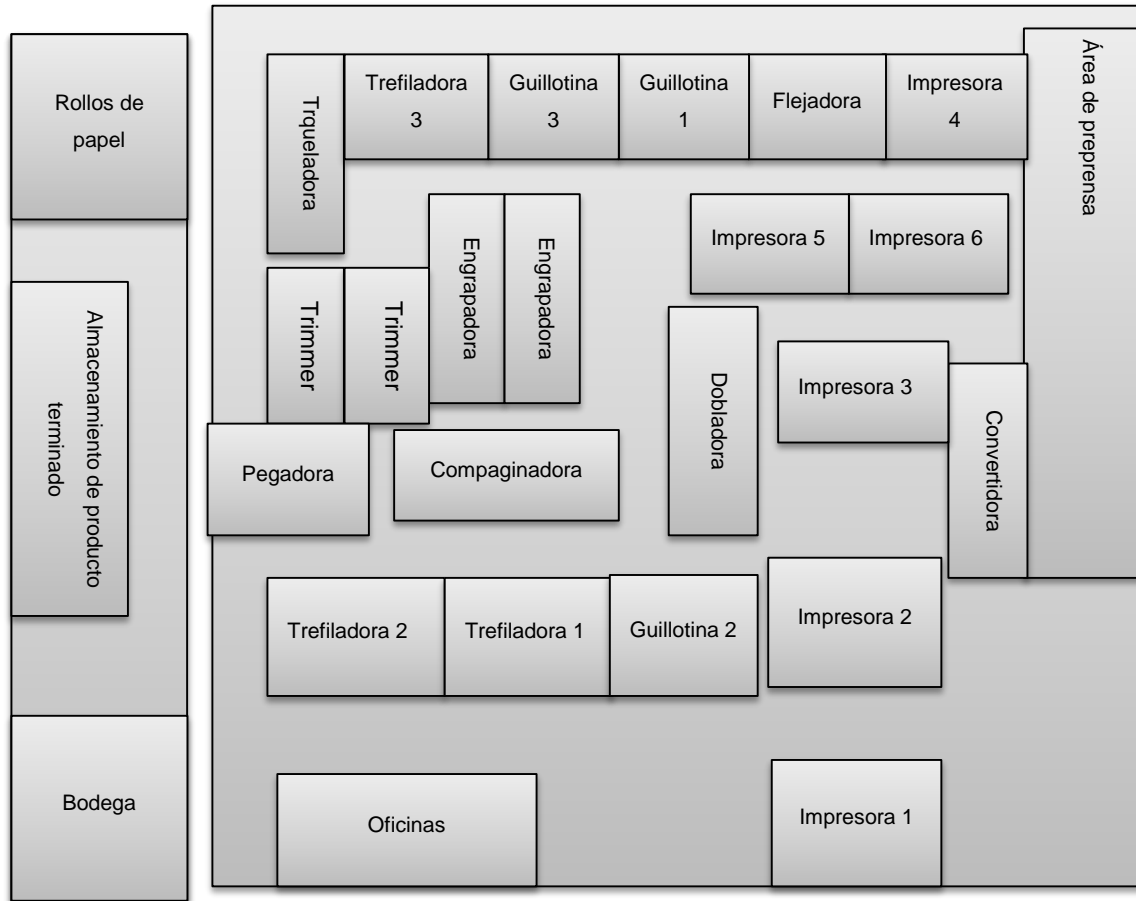 Rollos de
papel
Almacenamiento de producto
terminado
Bodega
Trqueladora
Trefiladora
3
Guillotina
3
Guillotina
1
Flejadora
Impresora
4
Área de preprensa
Engrapadora
Engrapadora
Impresora 5
Impresora 6
Trimmer
Trimmer
Dobladora
Impresora 3
Convertidora
Pegadora
Compaginadora
Trefiladora 2
Trefiladora 1
Guillotina 2
Impresora 2
Oficinas
Impresora 1